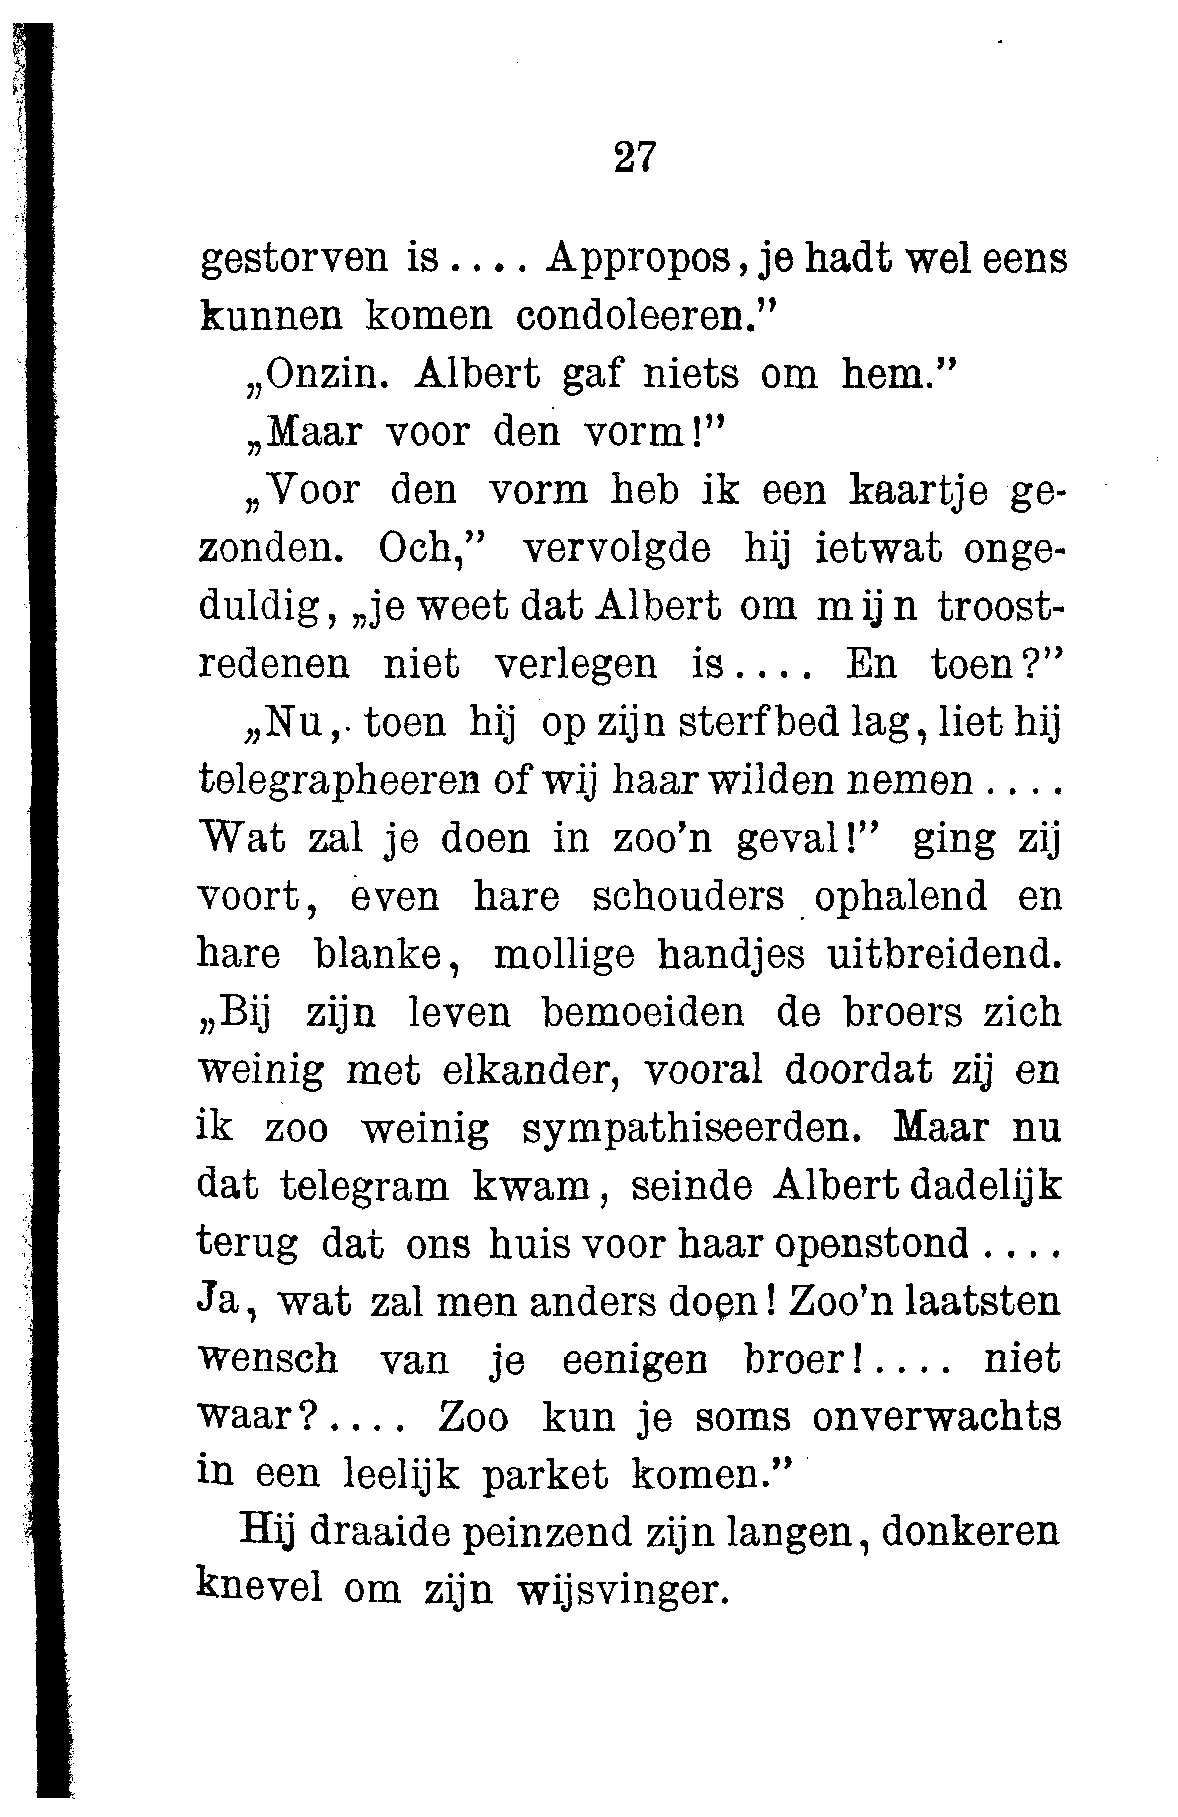 27
gestorven is.... Appropos, je hadt wel eens
kunnen komen condoleeren.”
„Onzin. Albert gaf niets om hem.”
„Maar voor den vorm!”
„Voor den vorm heb ik een kaartje ge-
zonden. Och,” vervolgde hij ietwat onge-
duldig, „je weet dat Albert om mijn troost-
redenen niet verlegen is.... En toen?”
„Nu, toen hij op zijn sterfbed lag, liet hij
telegrapheeren of wij haar wilden nemen....
Wat zal je doen in zoo’n geval!” ging zij
voort, even hare schouders ophalend en
hare blanke, mollige handjes uitbreidend.
„Bij zijn leven bemoeiden de broers zich
weinig met elkander, vooral doordat zij en
ik zoo weinig sympathiseerden. Maar nu
dat telegram kwam, seinde Albert dadelijk
terug dat ons huis voor haar openstond....
Ja, wat zal men anders doen! Zoo’n laatsten
wensch van je eenigen broer!.... niet
waar?.... Zoo kun je soms onverwachts
in een leelijk parket komen.”
Hij draaide peinzend zijn langen, donkeren
knevel om zijn wijsvinger.